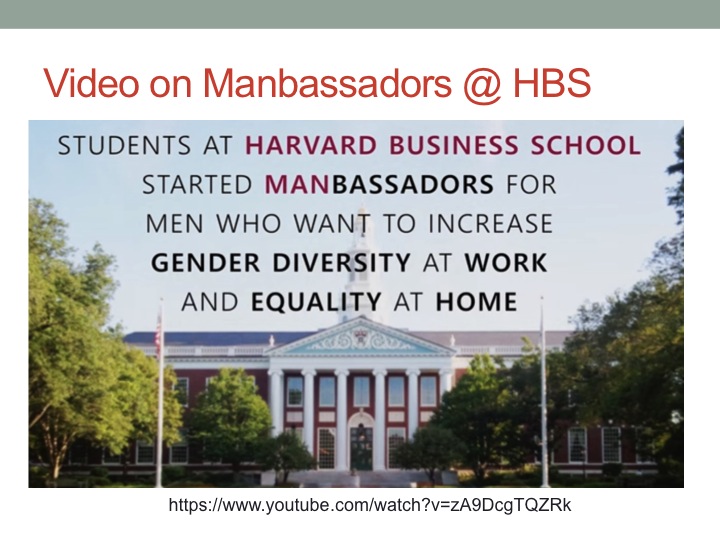 Video on Manbassadors @ HBS
STUDENTS AT HARVARD BUSINESS SCHOOL
STARTED MANBASSADORS FOR
MEN WHO WANT TO INCREASE
GENDER DIVERSITY AT WORK
AND EQUALITY AT HOME
https://www.youtube.com/watch?v=zA9DcgTQZRk